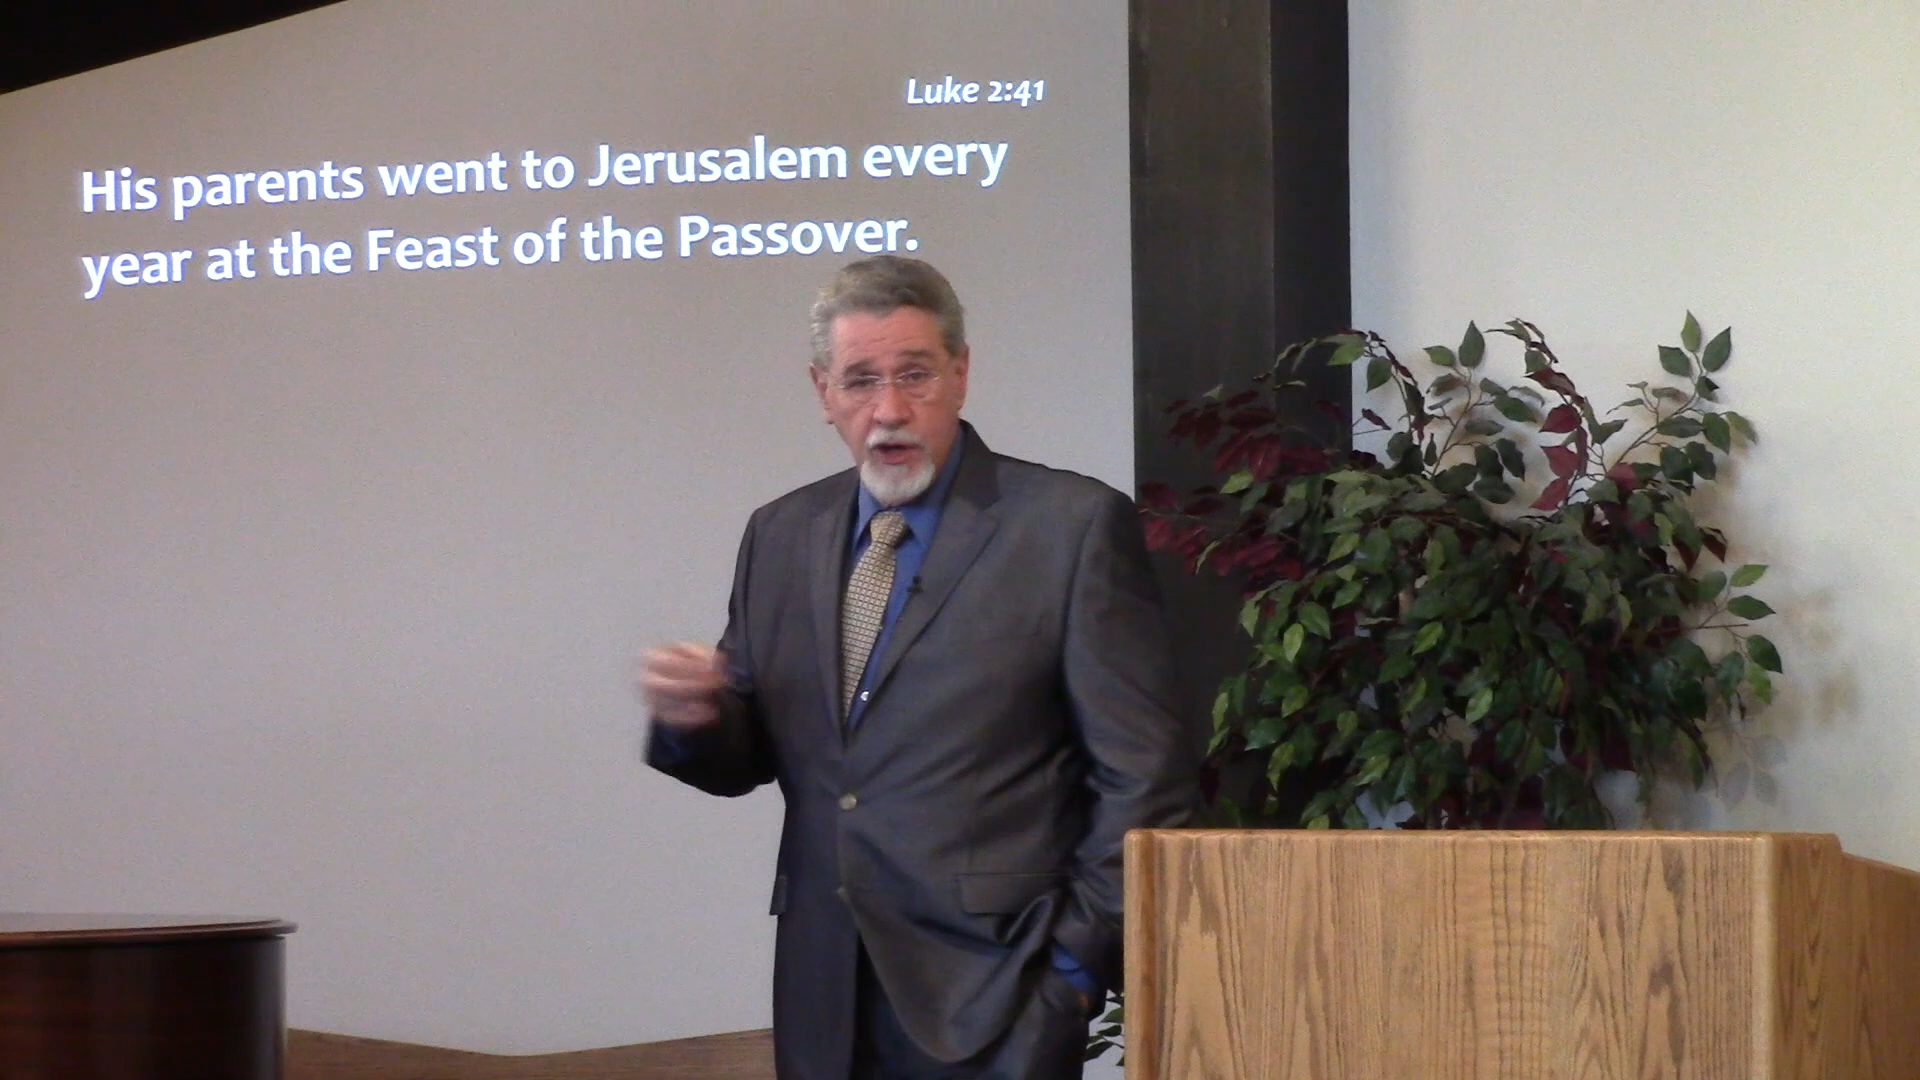 Luke 2:41
His parents went to Jerusalem every
year at the Feast of the Passover.